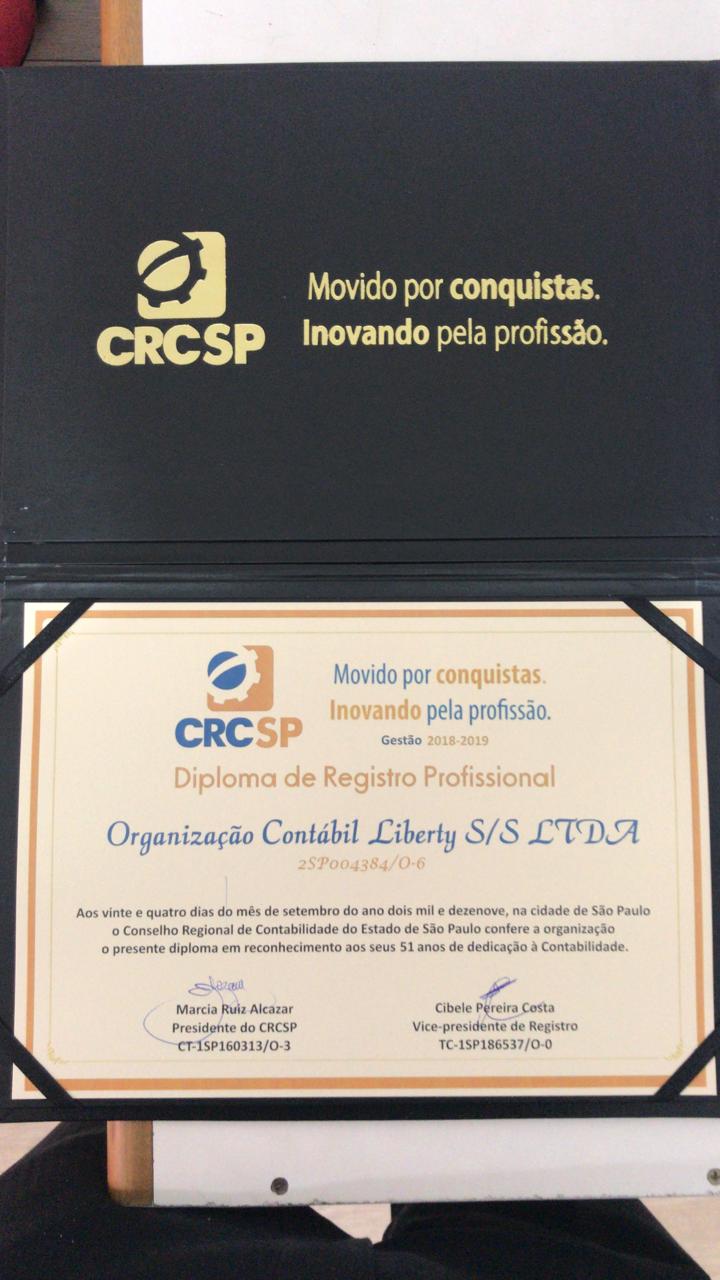 CRCSP
Movido por conquistas.
Inovando pela profissão.
CRCSP
Movido por conquistas.
Inovando pela profissão.
Gestão 2018-2019
Diploma de Registro Profissional
Organização Contábil Liberty S/S LTDA
2SP004384/O-6
Aos vinte e quatro dias do mês de setembro do ano dois mil e dezenove, na cidade de São Paulo
o Conselho Regional de Contabilidade do Estado de São Paulo confere a organização
o presente diploma em reconhecimento aos seus 51 anos de dedicação à Contabilidade.
Marcia Ruiz Alcazar
Presidente do CRCSP
CT-1SP160313/O-3
Cibele Pereira Costa
Vice-presidente de Registro
TC-1SP186537/O-0